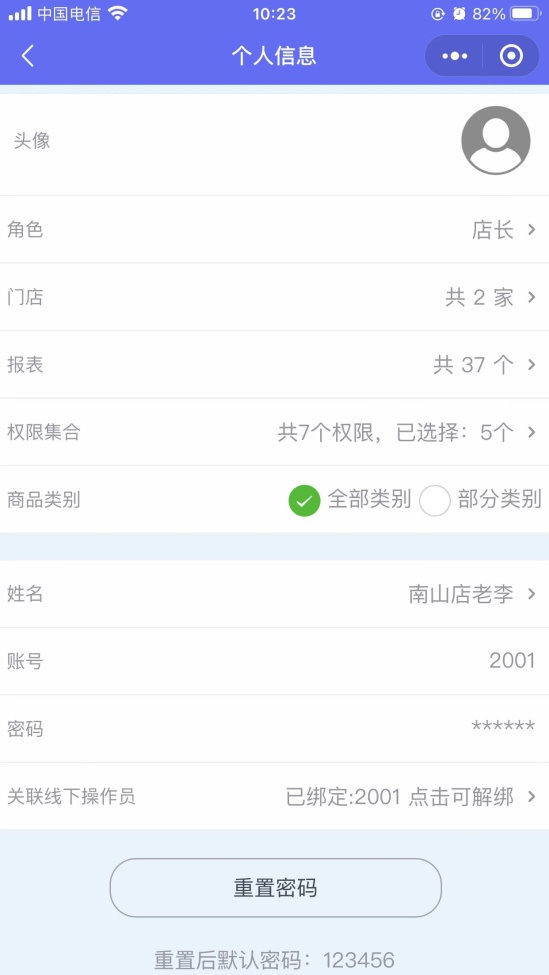 中国电信 10:23 82%
个人信息
头像
角色 店长
门店 共 2 家
报表 共 37 个
权限集合 共7个权限，已选择：5个
商品类别 全部类别 部分类别
姓名 南山店老李
账号 2001
密码 ******
关联线下操作员 已绑定:2001 点击可解绑
重置密码
重置后默认密码：123456